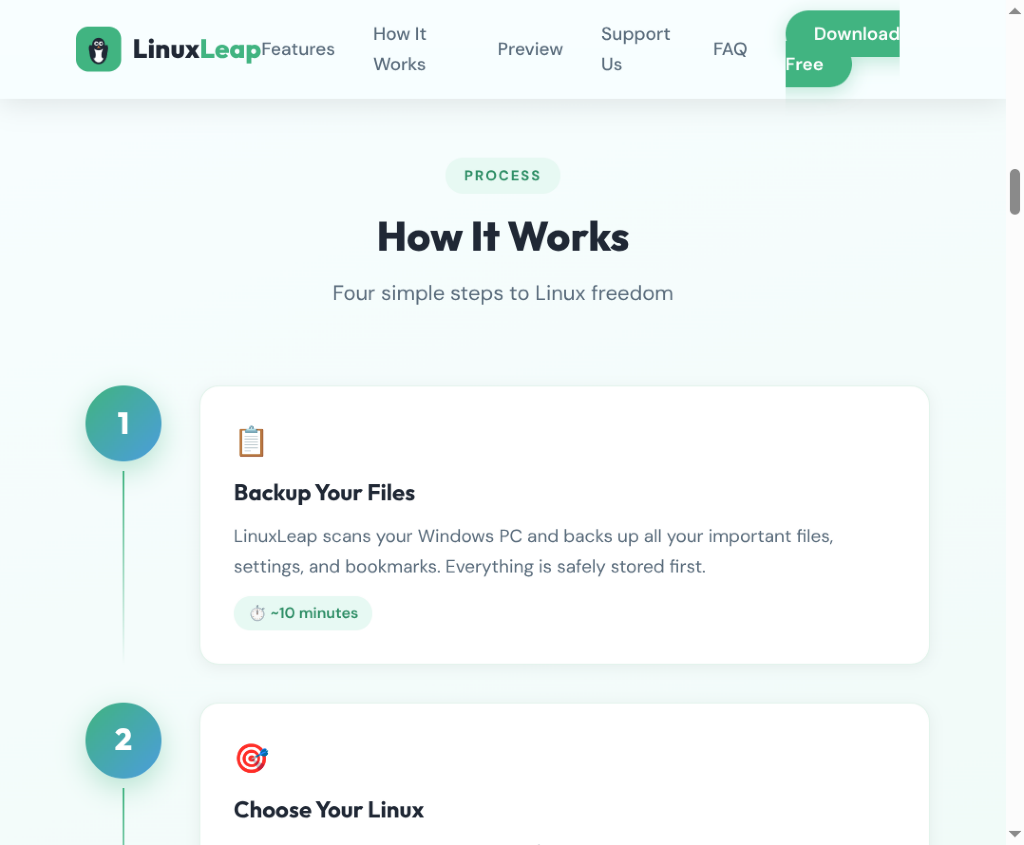 LinuxLeap
Features
How It
Works
Preview
Support
Us
FAQ
Download
Free
PROCESS
How It Works
Four simple steps to Linux freedom
1
Backup Your Files
LinuxLeap scans your Windows PC and backs up all your important files,
settings, and bookmarks. Everything is safely stored first.
~10 minutes
2
Choose Your Linux